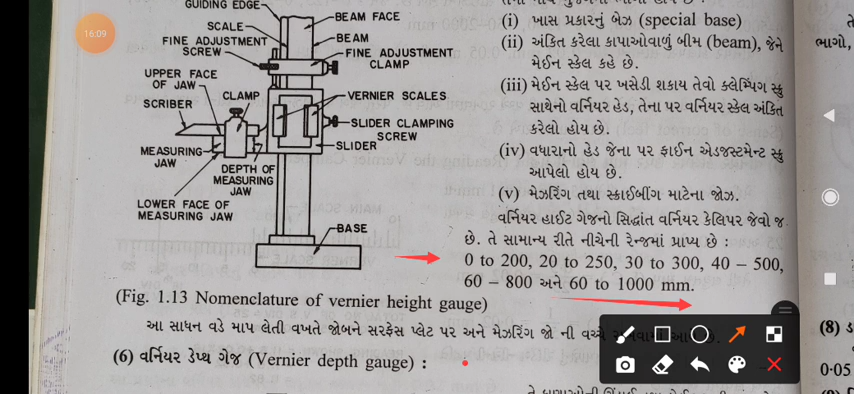 16:09
GUIDING EDGE
SCALE
FINE ADJUSTMENT
SCREW
UPPER FACE
OF JAW
SCRIBER
CLAMP
MEASURING
JAW
DEPTH OF
MEASURING
JAW
LOWER FACE OF
MEASURING JAW
BEAM FACE
BEAM
FINE ADJUSTMENT
CLAMP
VERNIER SCALES
SLIDER CLAMPING
SCREW
SLIDER
BASE
(Fig. 1.13 Nomenclature of vernier height gauge)
(i) ખાસ પ્રકારનું બેઝ (special base)
(ii) અંકિત કરેલા કાપાઓવાળું બીમ (beam), જેને
મેઈન સ્કેલ કહે છે.
(iii) મેઈન સ્કેલ પર ખસેડી શકાય તેવો ક્લેમ્પિંગ સ્ક્રુ
સાથેનો વર્નિયર હેડ, તેના પર વર્નિયર સ્કેલ અંકિત
કરેલો હોય છે.
(iv) વધારાનો હેડ જેના પર ફાઈન એડજસ્ટમેન્ટ સ્ક્રુ
આપેલો હોય છે.
(v) મેઝરિંગ તથા સ્ક્રાઈબીંગ માટેના જોઝ.
વર્નિયર હાઈટ ગેજનો સિદ્ધાંત વર્નિયર કેલિપર જેવો જ
છે. તે સામાન્ય રીતે નીચેની રેન્જમાં પ્રાપ્ય છે :
0 to 200, 20 to 250, 30 to 300, 40 – 500,
60 – 800 અને 60 to 1000 mm.
આ સાધન વડે માપ લેતી વખતે જોબને સરફેસ પ્લેટ પર અને મેઝરિંગ જો ની વચ્ચે
(6) વર્નિયર ડેપ્થ ગેજ (Vernier depth gauge) :
ભાગો,
(8)
0·05